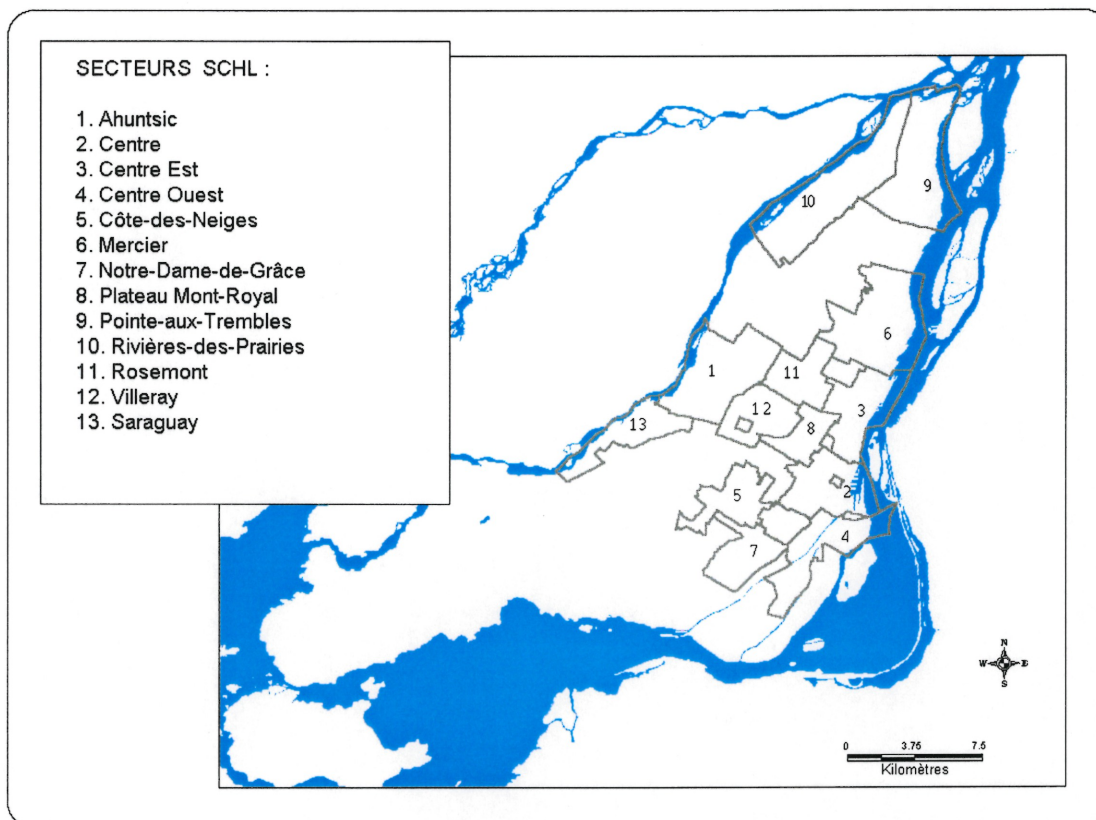 SECTEURS SCHL :
1. Ahuntsic
2. Centre
3. Centre Est
4. Centre Ouest
5. Côte-des-Neiges
6. Mercier
7. Notre-Dame-de-Grâce
8. Plateau Mont-Royal
9. Pointe-aux-Trembles
10. Rivières-des-Prairies
11. Rosemont
12. Villeray
13. Saraguay
9
10
6
1
11
12
3
13
8
5
2
4
7
N
W E
S
0 3.75 7.5
Kilomètres